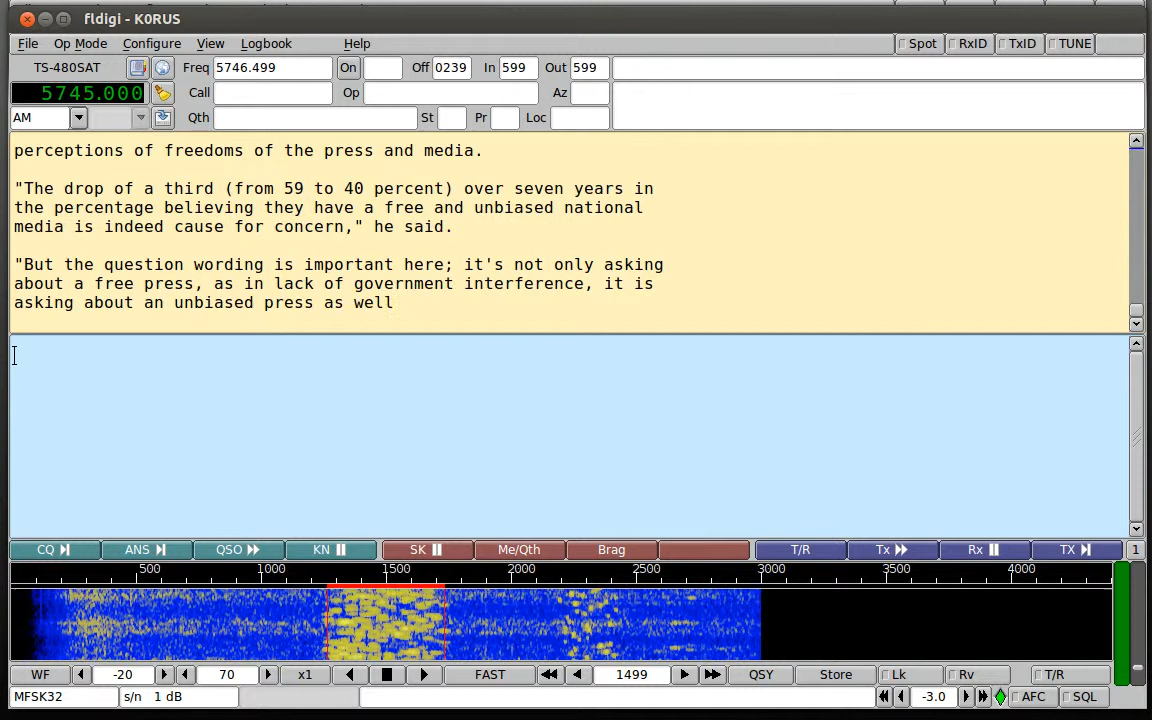 fldigi - K0RUS
File Op Mode Configure View Logbook Help Spot RxID TxID TUNE
TS-480SAT Freq 5746.499 On Off 0239 In 599 Out 599
5745.000 Call Op Az
AM Qth St Pr Loc
perceptions of freedoms of the press and media.
"The drop of a third (from 59 to 40 percent) over seven years in
the percentage believing they have a free and unbiased national
media is indeed cause for concern," he said.
"But the question wording is important here; it's not only asking
about a free press, as in lack of government interference, it is
asking about an unbiased press as well
CQ ANS QSO KN SK Me/Qth Brag T/R Tx Rx TX 1
500 1000 1500 2000 2500 3000 3500 4000
WF -20 70 x1 FAST 1499 QSY Store Lk Rv T/R
MFSK32 s/n 1 dB -3.0 AFC SQL